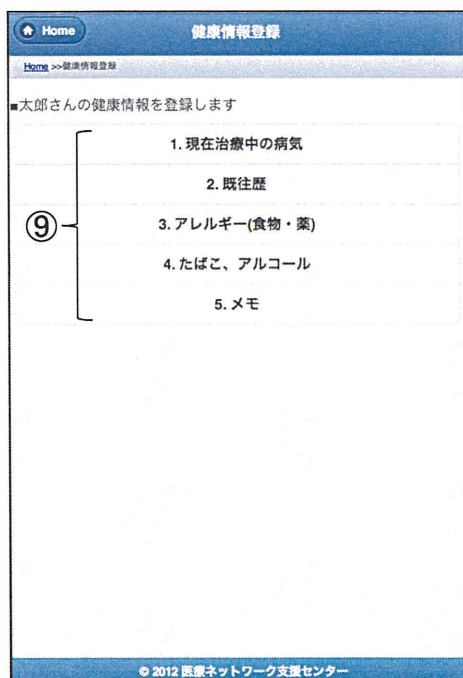 Home
健康情報登録
Home >>健康情報登録
■太郎さんの健康情報を登録します
⑨
1. 現在治療中の病気
2. 既往歴
3. アレルギー(食物・薬)
4. たばこ、アルコール
5. メモ
© 2012 医療ネットワーク支援センター